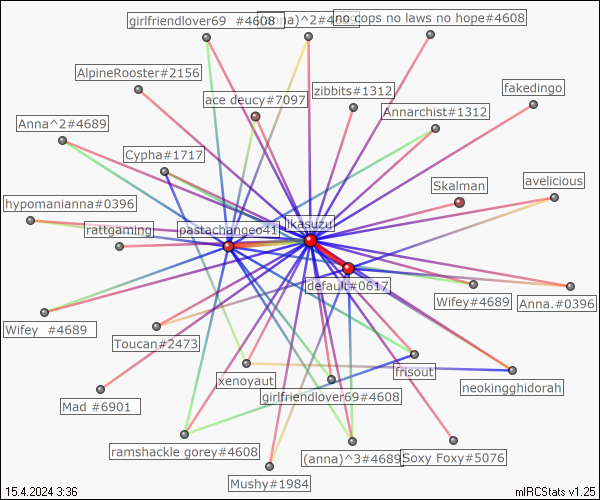 girlfriendlover69 #4608
(anna)^2#4689
no cops no laws no hope#4608
AlpineRooster#2156
ace deucy#7097
zibbits#1312
fakedingo
Anna^2#4689
Annarchist#1312
Cypha#1717
Skalman
avelicious
hypomanianna#0396
rattgaming
pastachangeo41
ikasuzu
default#0617
Wifey #4689
Toucan#2473
Wifey#4689
Anna.#0396
xenoyaut
frisout
neokingghidorah
Mad #6901
girlfriendlover69#4608
ramshackle gorey#4608
(anna)^3#4689
Soxy Foxy#5076
Mushy#1984
15.4.2024 3:36
mIRCStats v1.25